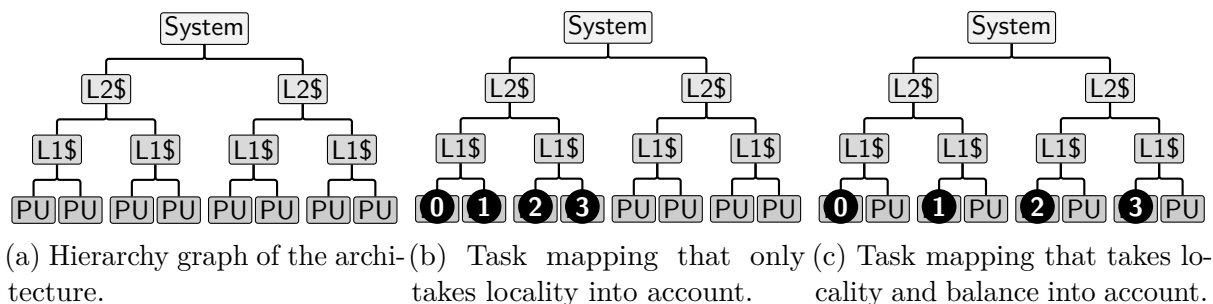 System
System
System
L2$ L2$
L2$ L2$
L2$ L2$
L1$ L1$ L1$ L1$
L1$ L1$ L1$ L1$
L1$ L1$ L1$ L1$
PU PU PU PU PU PU PU PU
0 1 2 3 PU PU PU PU
0 PU 1 PU 2 PU 3 PU
(a) Hierarchy graph of the archi-
tecture.
(b) Task mapping that only
takes locality into account.
(c) Task mapping that takes lo-
cality and balance into account.